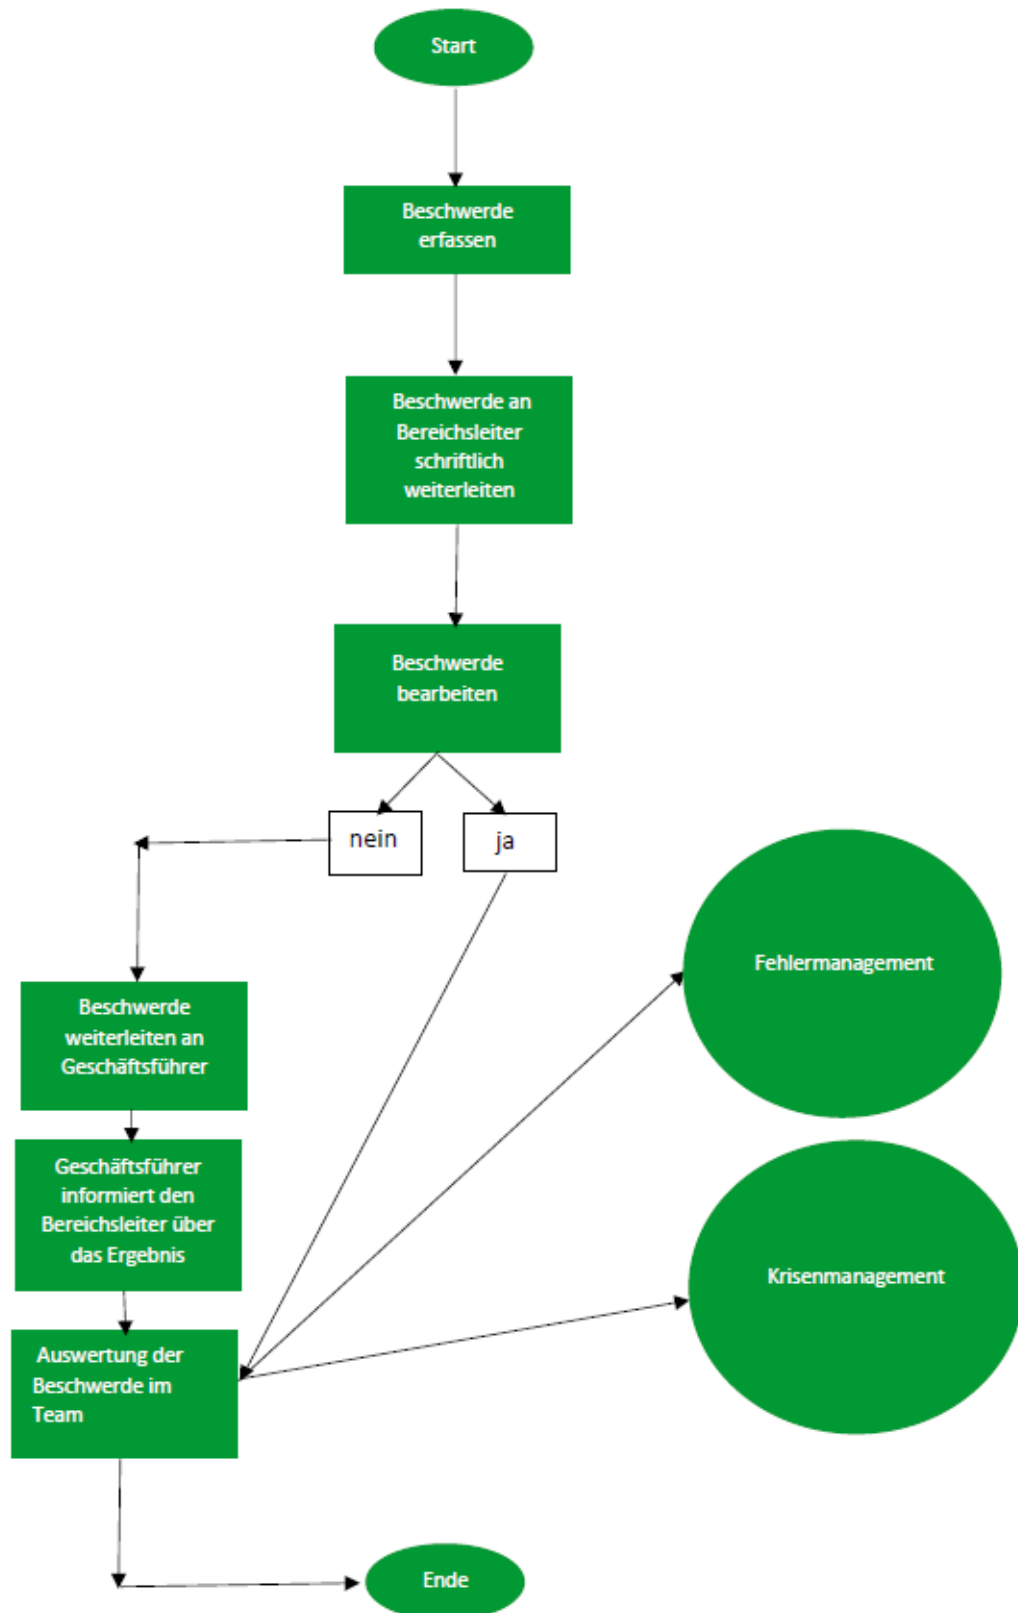 Start
Beschwerde
erfassen
Beschwerde an
Bereichsleiter
schriftlich
weiterleiten
Beschwerde
bearbeiten
nein
ja
Fehlermanagement
Beschwerde
weiterleiten an
Geschäftsführer
Geschäftsführer
informiert den
Bereichsleiter über
das Ergebnis
Krisenmanagement
Auswertung der
Beschwerde im
Team
Ende